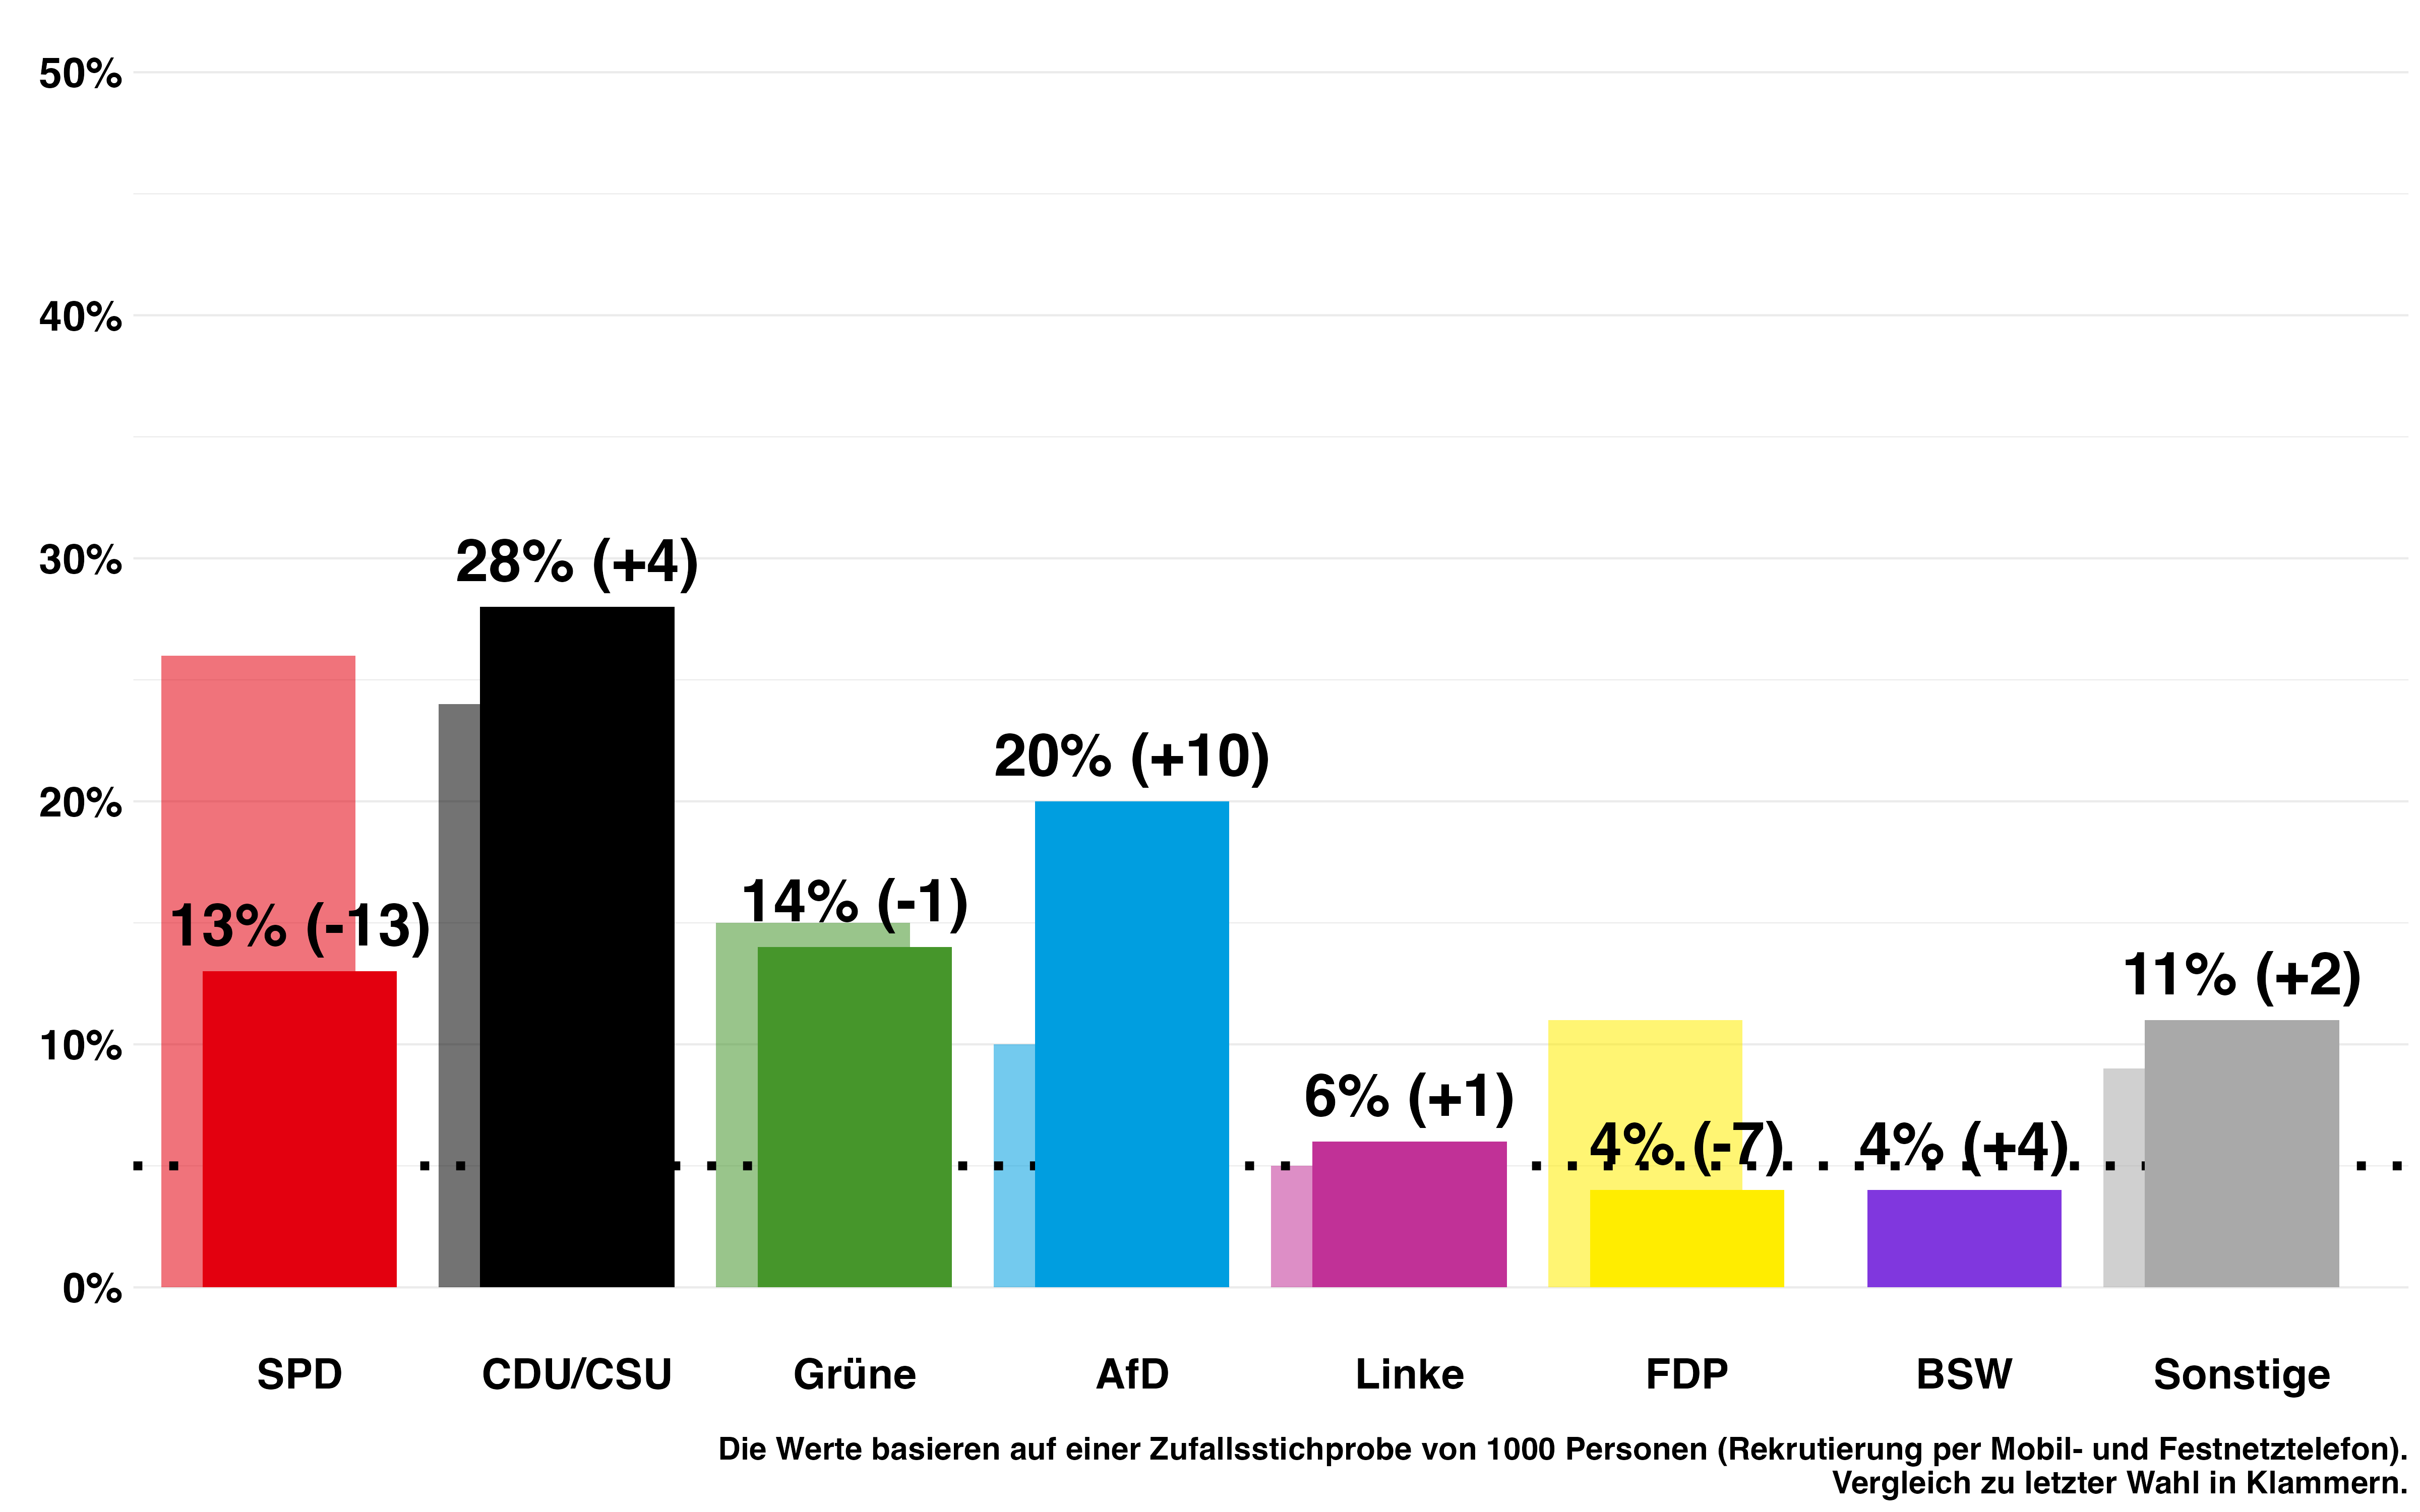 50%
40%
30%
20%
10%
0%
13% (-13)
28% (+4)
14% (-1)
20% (+10)
6% (+1)
4% (-7)
4% (+4)
11% (+2)
SPD
CDU/CSU
Grüne
AfD
Linke
FDP
BSW
Sonstige
Die Werte basieren auf einer Zufallsstichprobe von 1000 Personen (Rekrutierung per Mobil- und Festnetztelefon).
Vergleich zu letzter Wahl in Klammern.